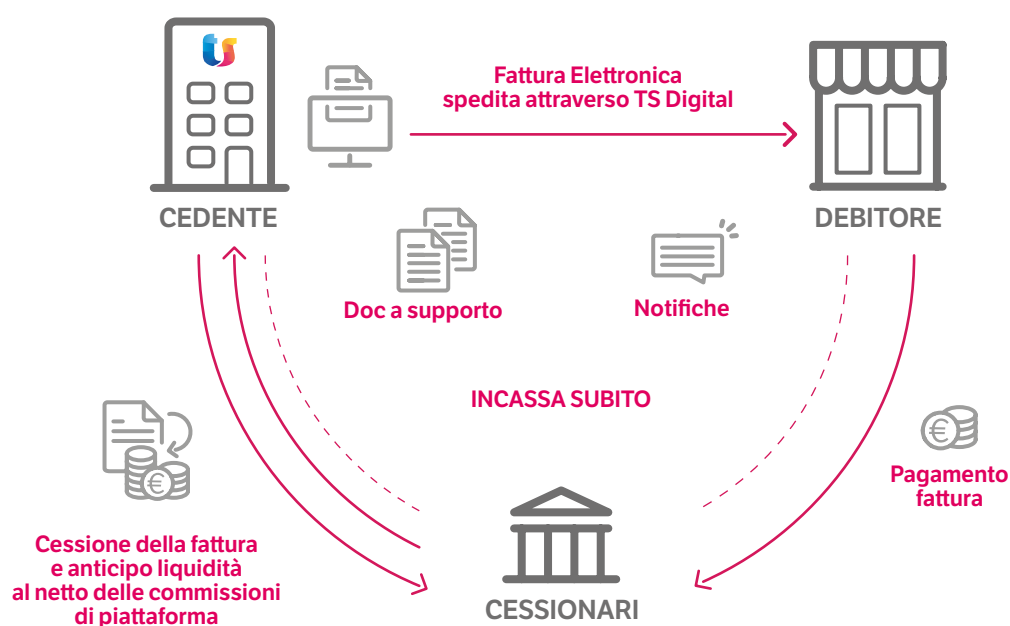 ts
Fattura Elettronica
spedita attraverso TS Digital
CEDENTE
DEBITORE
Doc a supporto
Notifiche
INCASSA SUBITO
Pagamento
fattura
Cessione della fattura
e anticipo liquidità
al netto delle commissioni
di piattaforma
CESSIONARI